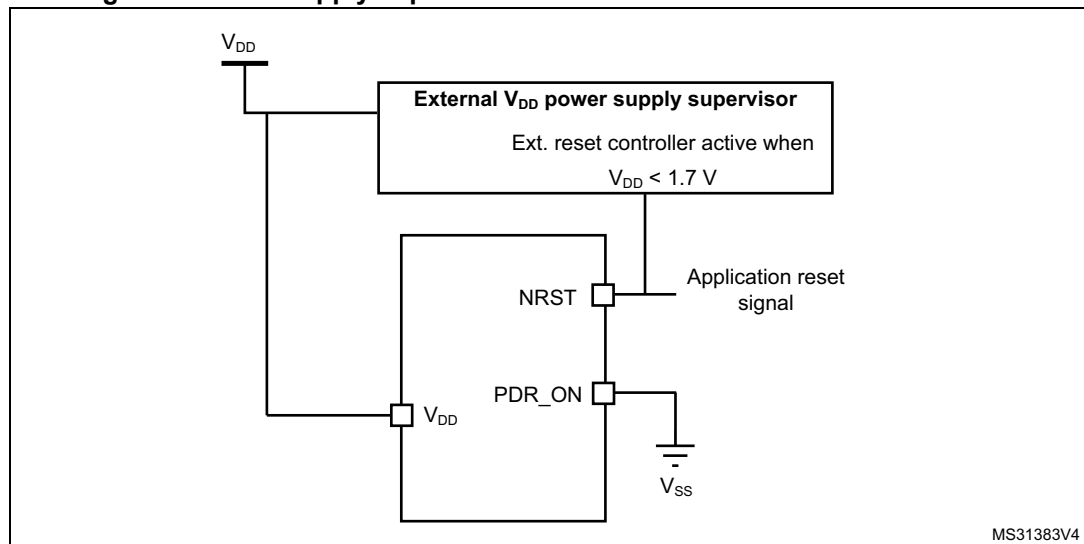 V_DD
External V_DD power supply supervisor
Ext. reset controller active when
V_DD < 1.7 V
NRST
Application reset
signal
PDR_ON
V_DD
V_SS
MS31383V4